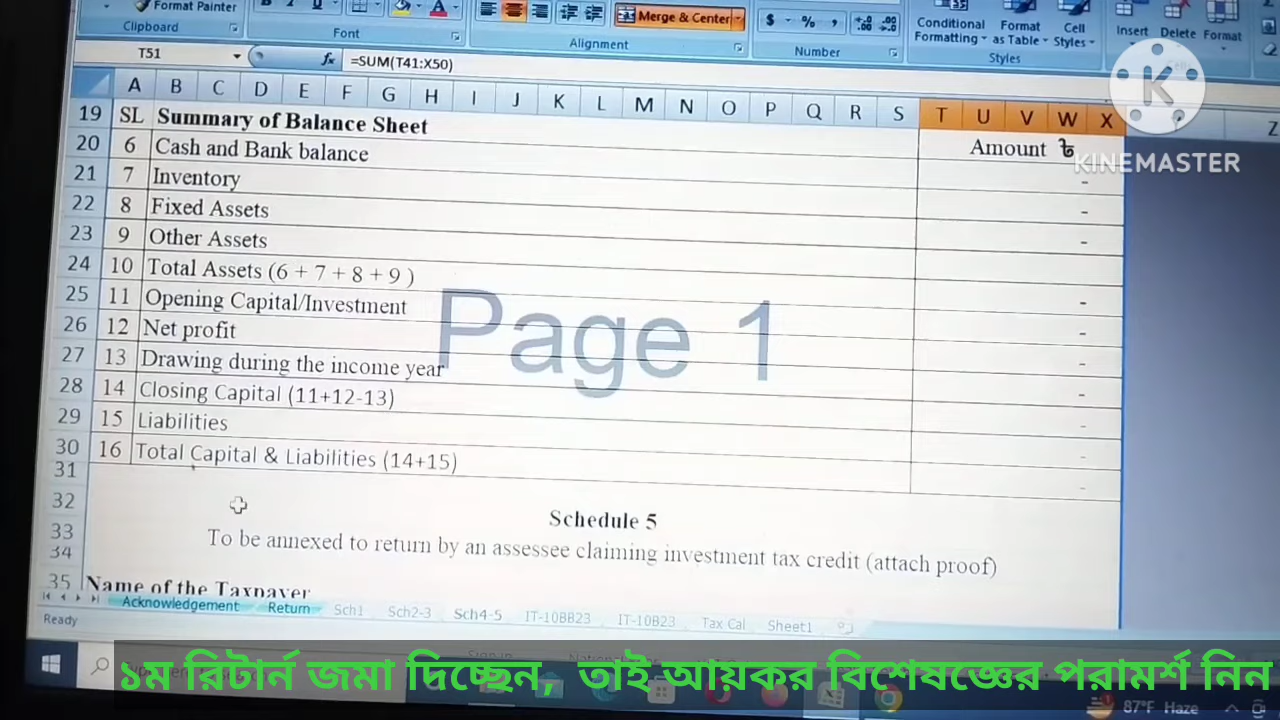 Format Painter
Merge & Center
$ % ,
Conditional Formatting
Format as Table
Cell Styles
Insert Delete Format
Clipboard Font Alignment Number Styles
T51 fx =SUM(T41:X50)
A B C D E F G H I J K L M N O P Q R S T U V W X Z
19 SL Summary of Balance Sheet
Amount ৳
KINEMASTER
20 6 Cash and Bank balance -
21 7 Inventory -
22 8 Fixed Assets -
23 9 Other Assets
24 10 Total Assets (6 + 7 + 8 + 9 ) -
25 11 Opening Capital/Investment -
26 12 Net profit -
27 13 Drawing during the income year -
28 14 Closing Capital (11+12-13) -
29 15 Liabilities -
30 16 Total Capital & Liabilities (14+15) -
31
Page 1
32
Schedule 5
33 To be annexed to return by an assessee claiming investment tax credit (attach proof)
34
35 Name of the Taxpayer
Acknowledgement Return Sch1 Sch2-3 Sch4-5 IT-10BB23 IT-10B23 Tax Cal Sheet1
Ready
১ম রিটার্ন জমা দিচ্ছেন, তাই আয়কর বিশেষজ্ঞের পরামর্শ নিন
87°F Haze